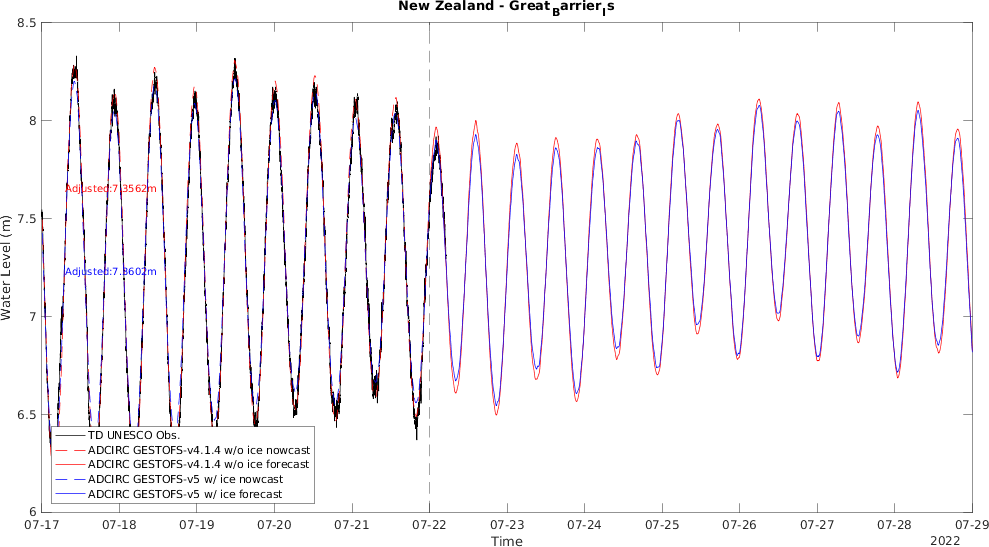 New Zealand - Great_Barrier_Is
8.5
8
7.5
7
6.5
6
Water Level (m)
Adjusted:7.3562m
Adjusted:7.3602m
TD UNESCO Obs.
ADCIRC GESTOFS-v4.1.4 w/o ice nowcast
ADCIRC GESTOFS-v4.1.4 w/o ice forecast
ADCIRC GESTOFS-v5 w/ ice nowcast
ADCIRC GESTOFS-v5 w/ ice forecast
07-17 07-18 07-19 07-20 07-21 07-22 07-23 07-24 07-25 07-26 07-27 07-28 07-29
Time
2022